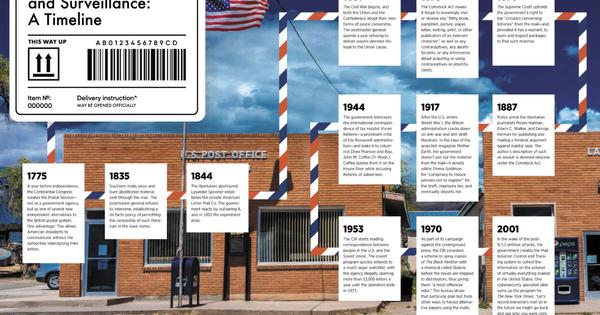 and Surveillance:
A Timeline
THIS WAY UP
AB0123456789CD
Item Nº:
000000
Delivery instruction^
MAY BE OPENED OFFICIALLY
S POST OFFICE
1775
A year before independence,
the Continental Congress
creates the Postal Service—
not as a government agency,
but as one of several new
independent alternatives to
the British postal system.
One advantage: This allows
American dissidents to
communicate without the
authorities intercepting their
letters.
1835
Southern mobs seize and
burn abolitionist material
sent through the mail. The
postmaster general refuses
to intervene, establishing a
de facto policy of permitting
the censorship of such litera-
ture in the slave states.
1844
The libertarian abolitionist
Lysander Spooner estab-
lishes the private American
Letter Mail Co. The govern-
ment reacts by outlawing it,
and in 1851 the experiment
ends.
The Civil War begins, and
both the Union and the
Confederacy adopt their own
forms of postal censorship.
The postmaster general
spends a year refusing to
deliver papers deemed dis-
loyal to the Union cause.
The Comstock Act makes
it illegal to knowingly mail
or receive any "filthy book,
pamphlet, picture, paper,
letter, writing, print, or other
publication of an indecent
character," as well as any
contraceptives, any aborti-
facients, or any information
about acquiring or using
contraceptives or abortifa-
cients.
The Supreme Court upholds
the government's right to
ban "circulars concerning
lotteries" from the mail—and,
provided it has a warrant, to
open and inspect packages
to find such material.
1944
The government intercepts
the international correspon-
dence of
Kellems—a prominent critic
of the Roosevelt administra-
tion—and leaks it to colum-
nist Drew Pearson and Rep.
John M. Coffee (D–Wash.).
Coffee quotes from it on the
House floor while accusing
Kellems of subversion.
1917
After the U.S. enters
World War I, the Wilson
administration cracks down
on anti-war and anti-draft
literature. In the case of the
anarchist magazine Mother
Earth, the government
doesn't just bar the material
from the mail—it arrests
editor Emma Goldman
for "conspiracy to induce
persons not to register" for
the draft, imprisons her, and
eventually deports her.
1887
Police arrest the libertarian
journalists Moses Harman,
Edwin C. Walker, and George
Harman for publishing and
mailing a feminist argument
against marital rape. The
author's description of such
an assault is deemed obscene
under the Comstock Act.
1953
The CIA starts reading
correspondence between
people in the U.S. and the
Soviet Union. The covert
program quickly extends to
a much larger watchlist, with
the agency illegally opening
more than 13,000 letters a
year until the operation ends
in 1973.
1970
As part of its campaign
against the underground
press, the FBI considers
a scheme to spray copies
of The Black Panther with
a chemical called Skatole
before the issues are shipped
to distributors, thus giving
them "a most offensive
odor." The bureau drops
that particular plan but finds
other ways to harass alterna-
tive papers using the mails.
2001
In the wake of the post-
9/11 anthrax attacks, the
government creates the Mail
Isolation Control and Track-
ing system to collect the
information on the exterior
of virtually everything mailed
in the United States. One
cybersecurity specialist later
sums up the program for
The New York Times: "Let's
record everyone's mail so in
the future we might go back
pepsi